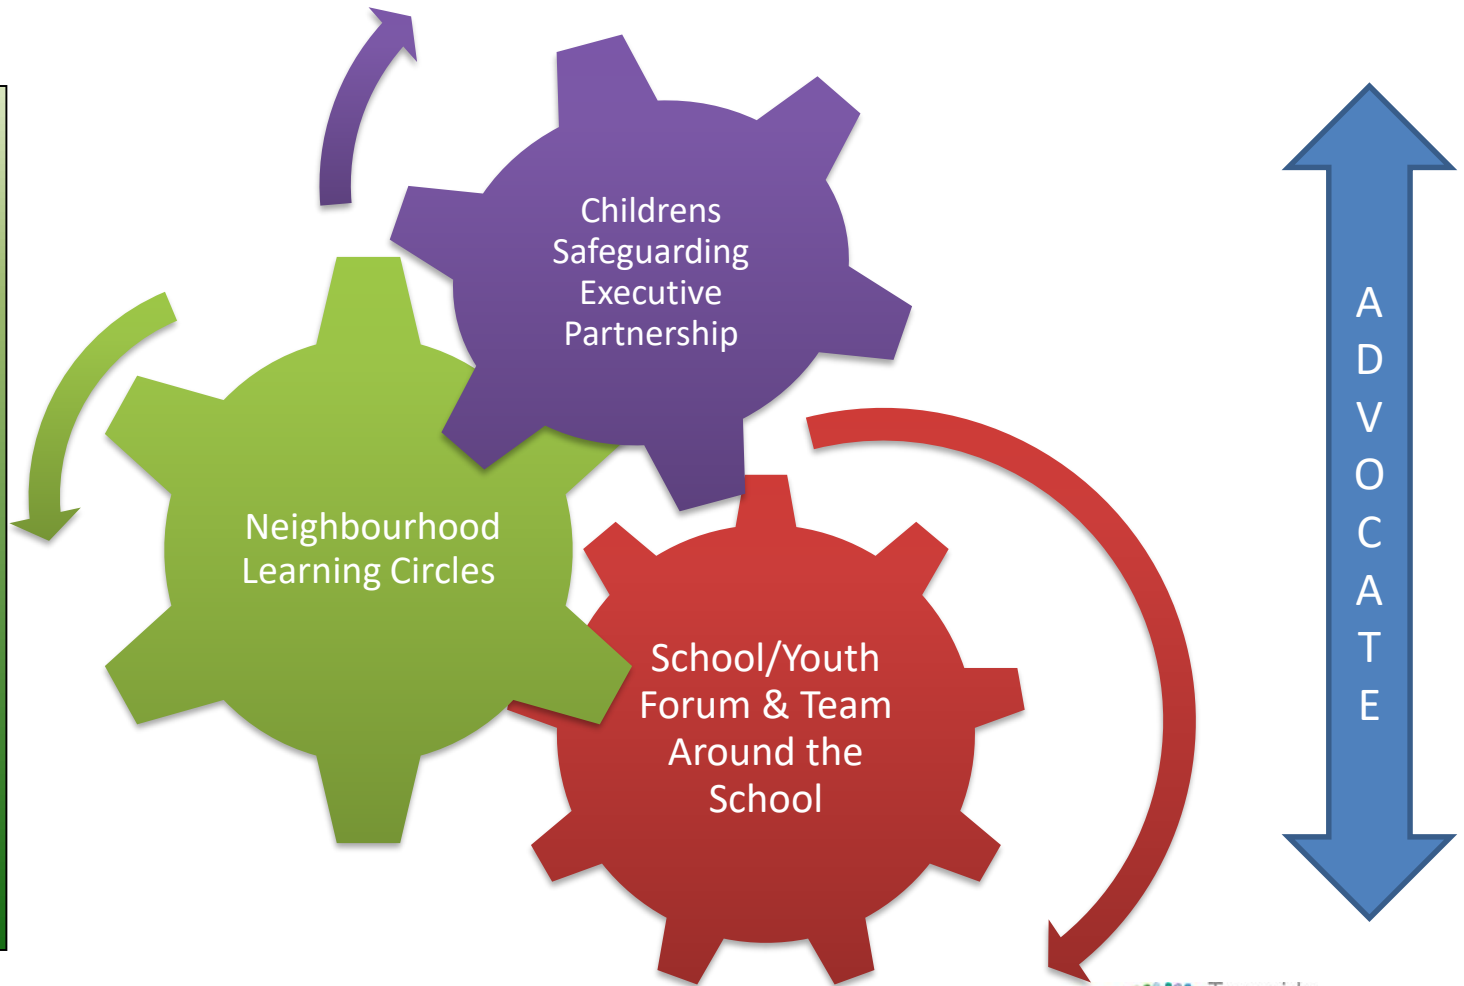 Childrens
Safeguarding
Executive
Partnership
Neighbourhood
Learning Circles
School/Youth
Forum & Team
Around the
School
A
D
V
O
C
A
T
E